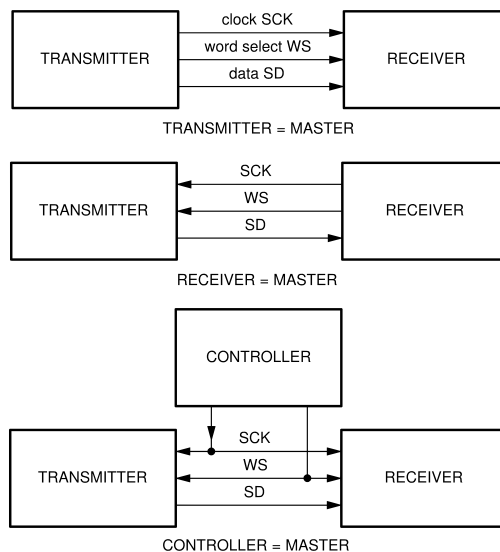 clock SCK
TRANSMITTER
word select WS
RECEIVER
data SD
TRANSMITTER = MASTER
SCK
TRANSMITTER
WS
RECEIVER
SD
RECEIVER = MASTER
CONTROLLER
SCK
TRANSMITTER
WS
RECEIVER
SD
CONTROLLER = MASTER